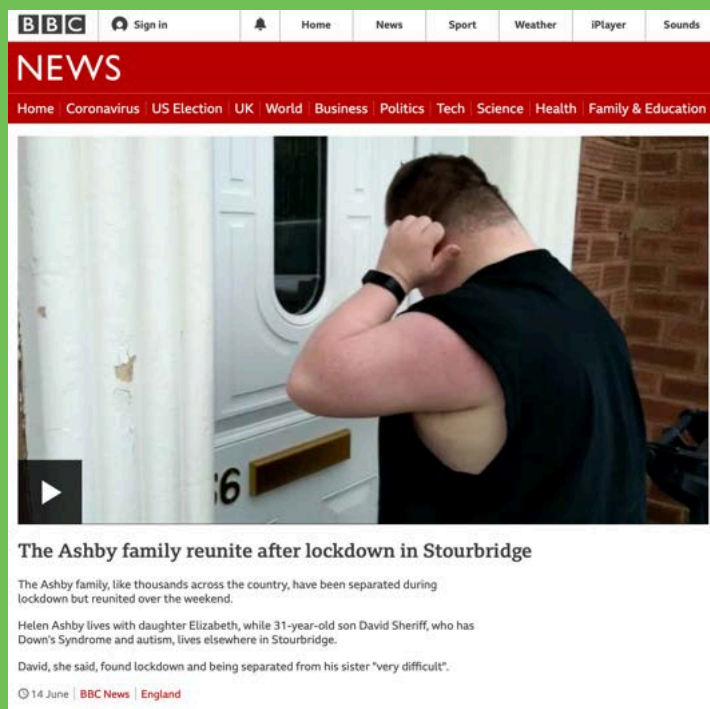 BBC Sign in Home News Sport Weather iPlayer Sounds
NEWS
Home Coronavirus US Election UK World Business Politics Tech Science Health Family & Education
6
The Ashby family reunite after lockdown in Stourbridge
The Ashby family, like thousands across the country, have been separated during
lockdown but reunited over the weekend.
Helen Ashby lives with daughter Elizabeth, while 31-year-old son David Sheriff, who has
Down's Syndrome and autism, lives elsewhere in Stourbridge.
David, she said, found lockdown and being separated from his sister "very difficult".
14 June BBC News England